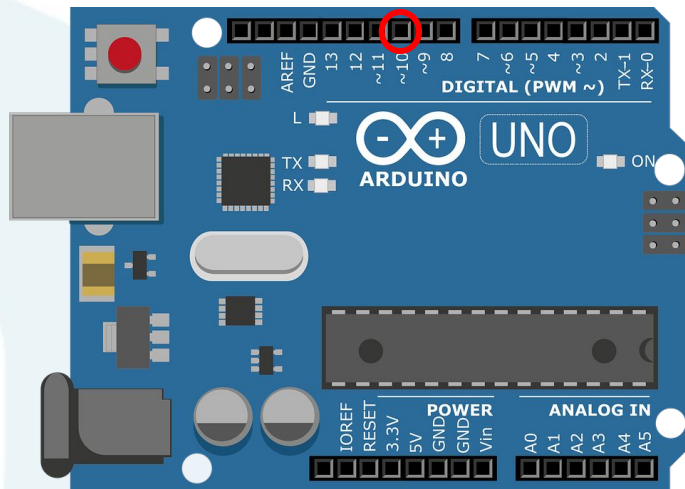 AREF GND 13 12 ~11 ~10 ~9 8 7 ~6 ~5 4 ~3 2 TX-1 RX-0
DIGITAL (PWM ~)
L
TX
RX
ARDUINO
UNO
ON
POWER
ANALOG IN
IOREF RESET 3.3V 5V GND GND Vin A0 A1 A2 A3 A4 A5